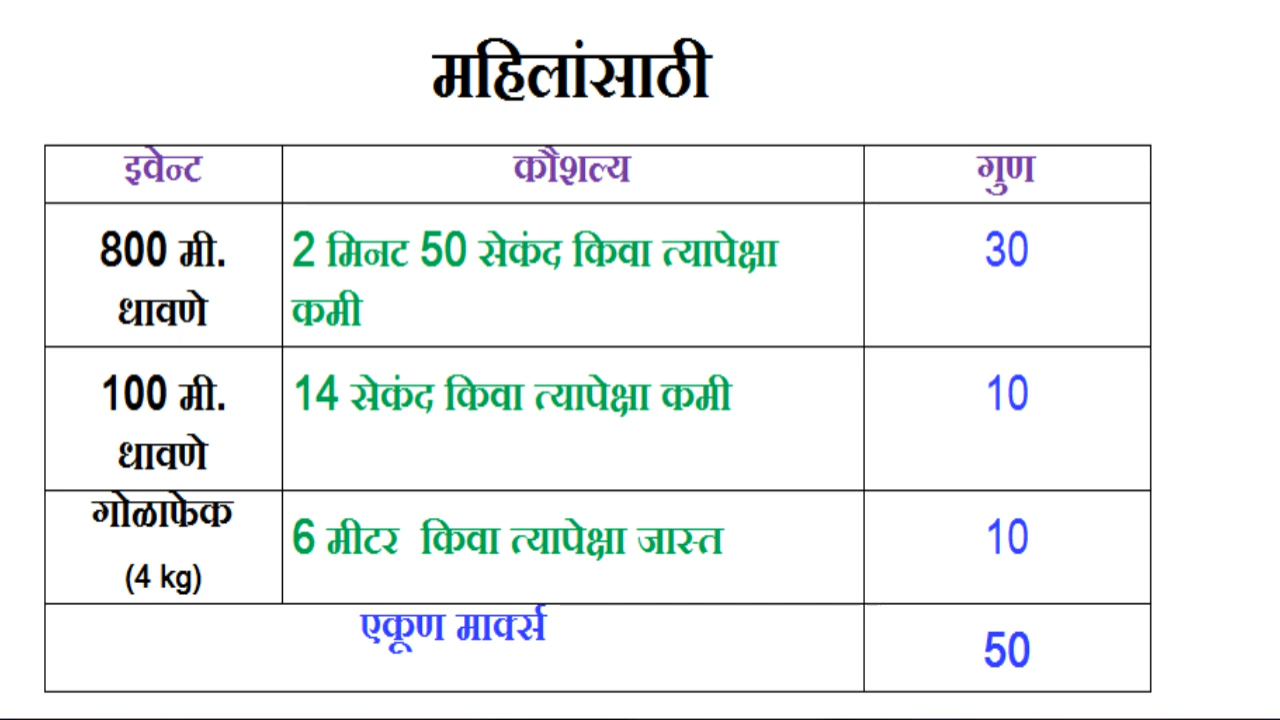 महिलांसाठी
इवेन्ट कौशल्य गुण
800 मी. 2 मिनट 50 सेकंद किवा त्यापेक्षा 30
धावणे कमी
100 मी. 14 सेकंद किवा त्यापेक्षा कमी 10
धावणे
गोळाफेक 6 मीटर किवा त्यापेक्षा जास्त 10
(4 kg)
एकूण मार्क्स 50